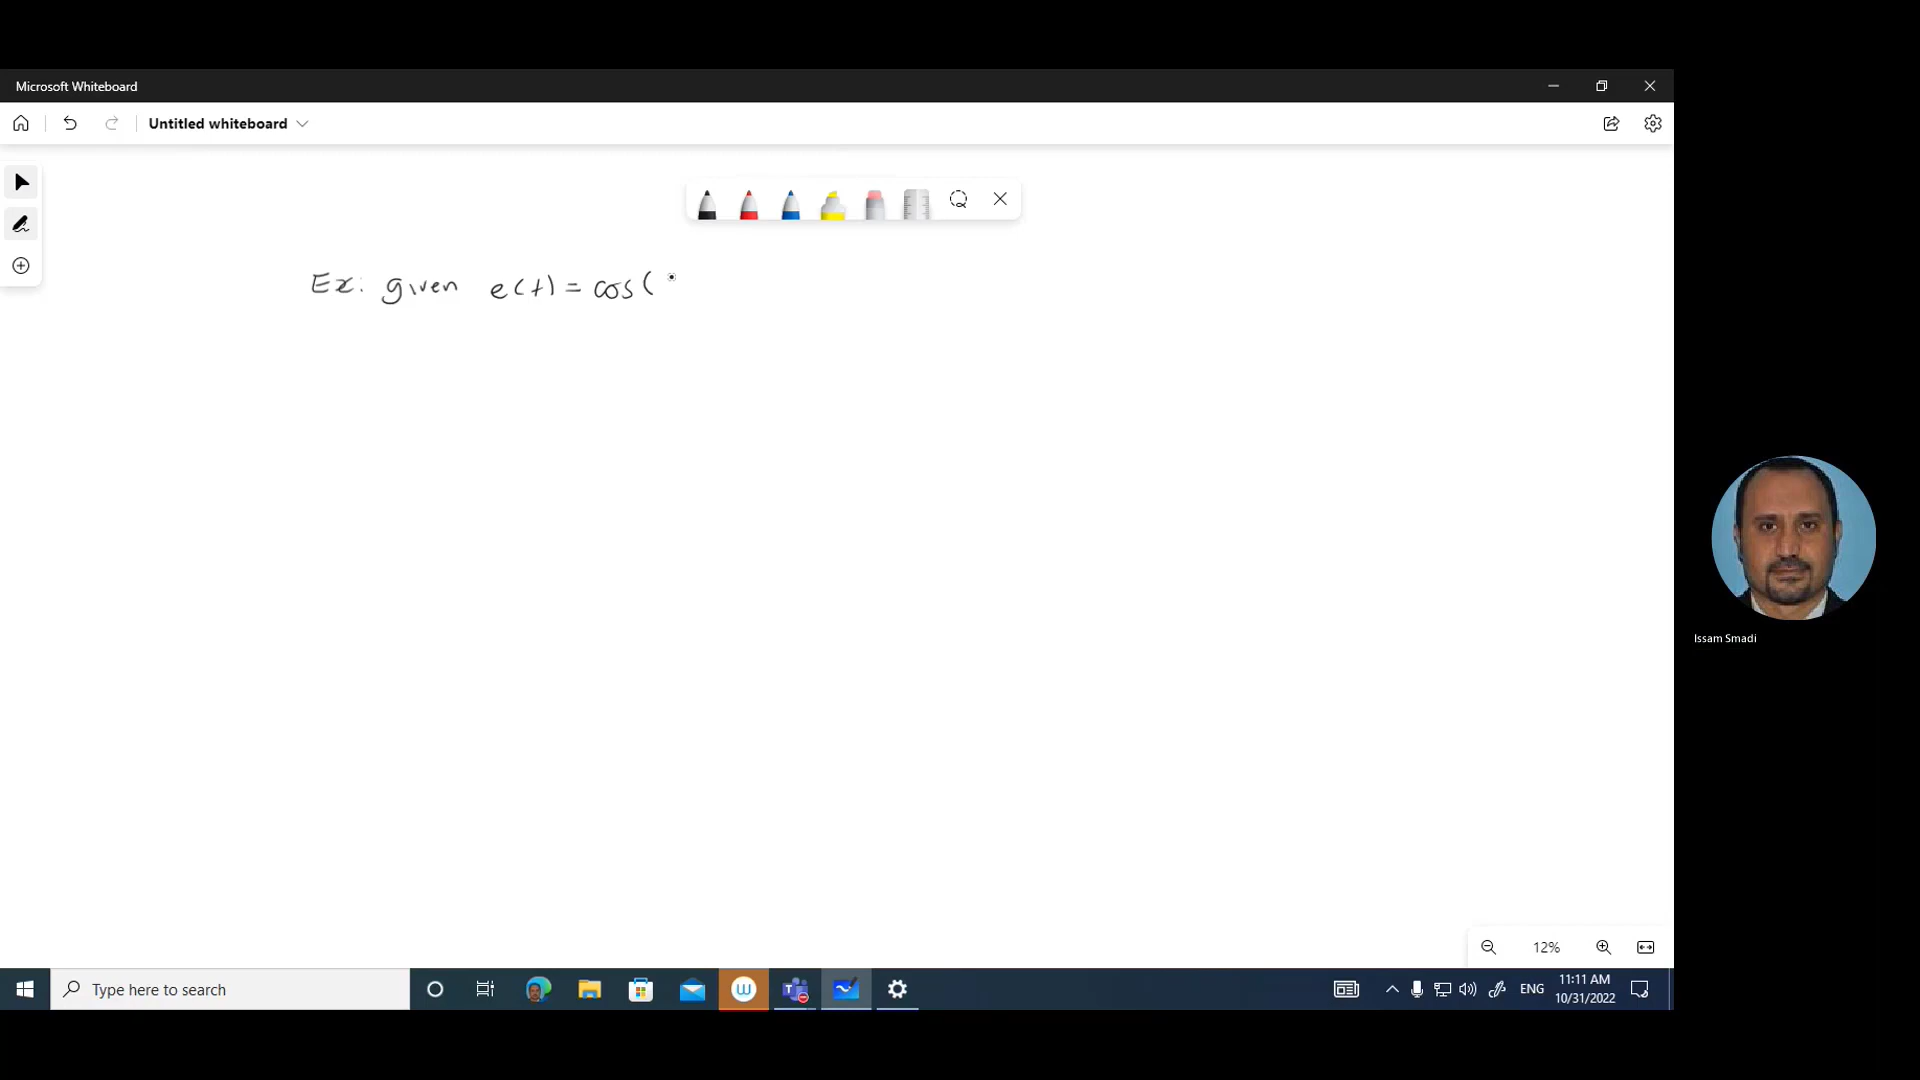 Microsoft Whiteboard
Untitled whiteboard
Ex: given e(t) = cos(
Issam Smadi
12%
Type here to search
W
T
ENG
11:11 AM
10/31/2022